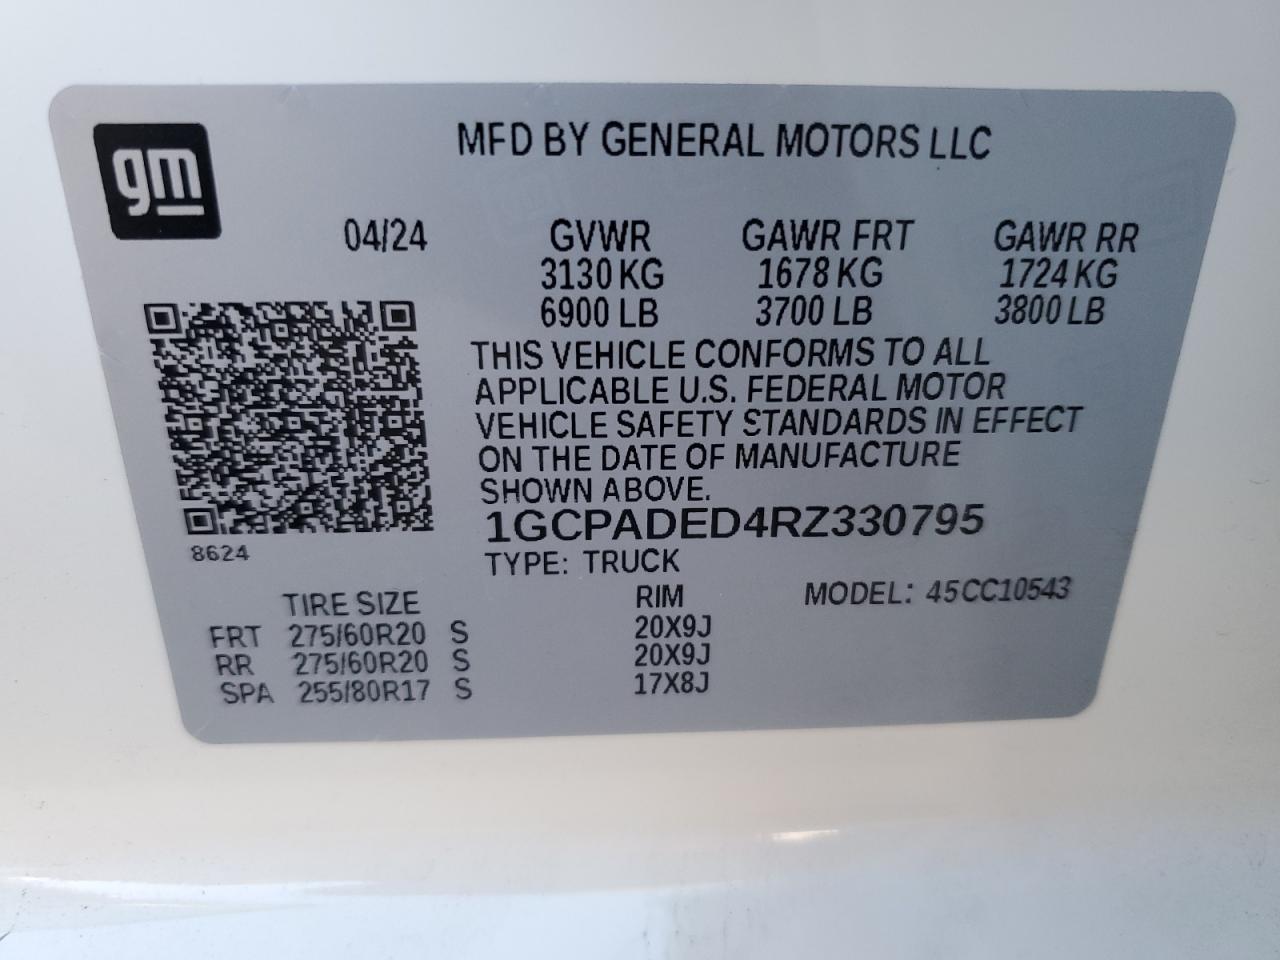 gm
MFD BY GENERAL MOTORS LLC
04/24 GVWR GAWR FRT GAWR RR
3130 KG 1678 KG 1724 KG
6900 LB 3700 LB 3800 LB
THIS VEHICLE CONFORMS TO ALL
APPLICABLE U.S. FEDERAL MOTOR
VEHICLE SAFETY STANDARDS IN EFFECT
ON THE DATE OF MANUFACTURE
SHOWN ABOVE.
1GCPADED4RZ330795
8624
TYPE: TRUCK
TIRE SIZE RIM MODEL: 45CC10543
FRT 275/60R20 S 20X9J
RR 275/60R20 S 20X9J
SPA 255/80R17 S 17X8J